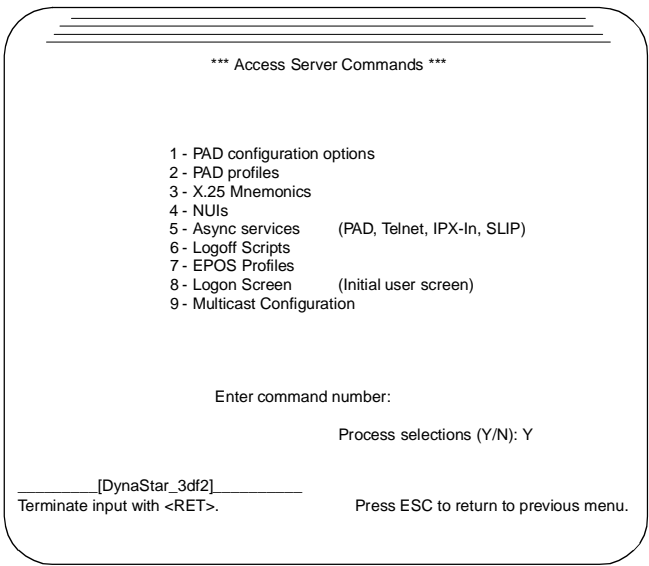 *** Access Server Commands ***
1 - PAD configuration options
2 - PAD profiles
3 - X.25 Mnemonics
4 - NUIs
5 - Async services (PAD, Telnet, IPX-In, SLIP)
6 - Logoff Scripts
7 - EPOS Profiles
8 - Logon Screen (Initial user screen)
9 - Multicast Configuration
Enter command number:
Process selections (Y/N): Y
__________[DynaStar_3df2]___________
Terminate input with <RET>. Press ESC to return to previous menu.